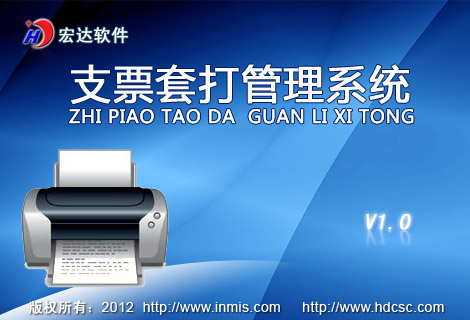 宏达软件
支票套打管理系统
ZHI PIAO TAO DA GUAN LI XI TONG
V1.0
版权所有：2012 http://www.inmis.com http://www.hdcsc.com